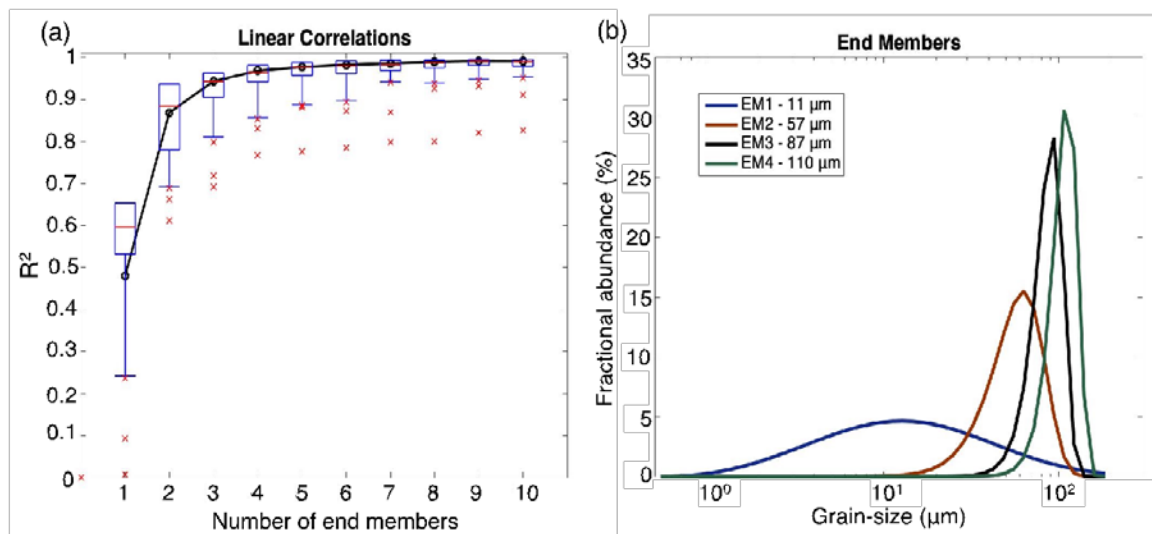 (a)
Linear Correlations
1
0.9
0.8
0.7
0.6
0.5
0.4
0.3
0.2
0.1
0
R²
1 2 3 4 5 6 7 8 9 10
Number of end members
(b)
End Members
35
30
25
20
15
10
5
0
Fractional abundance (%)
EM1 - 11 µm
EM2 - 57 µm
EM3 - 87 µm
EM4 - 110 µm
10⁰ 10¹ 10²
Grain-size (µm)